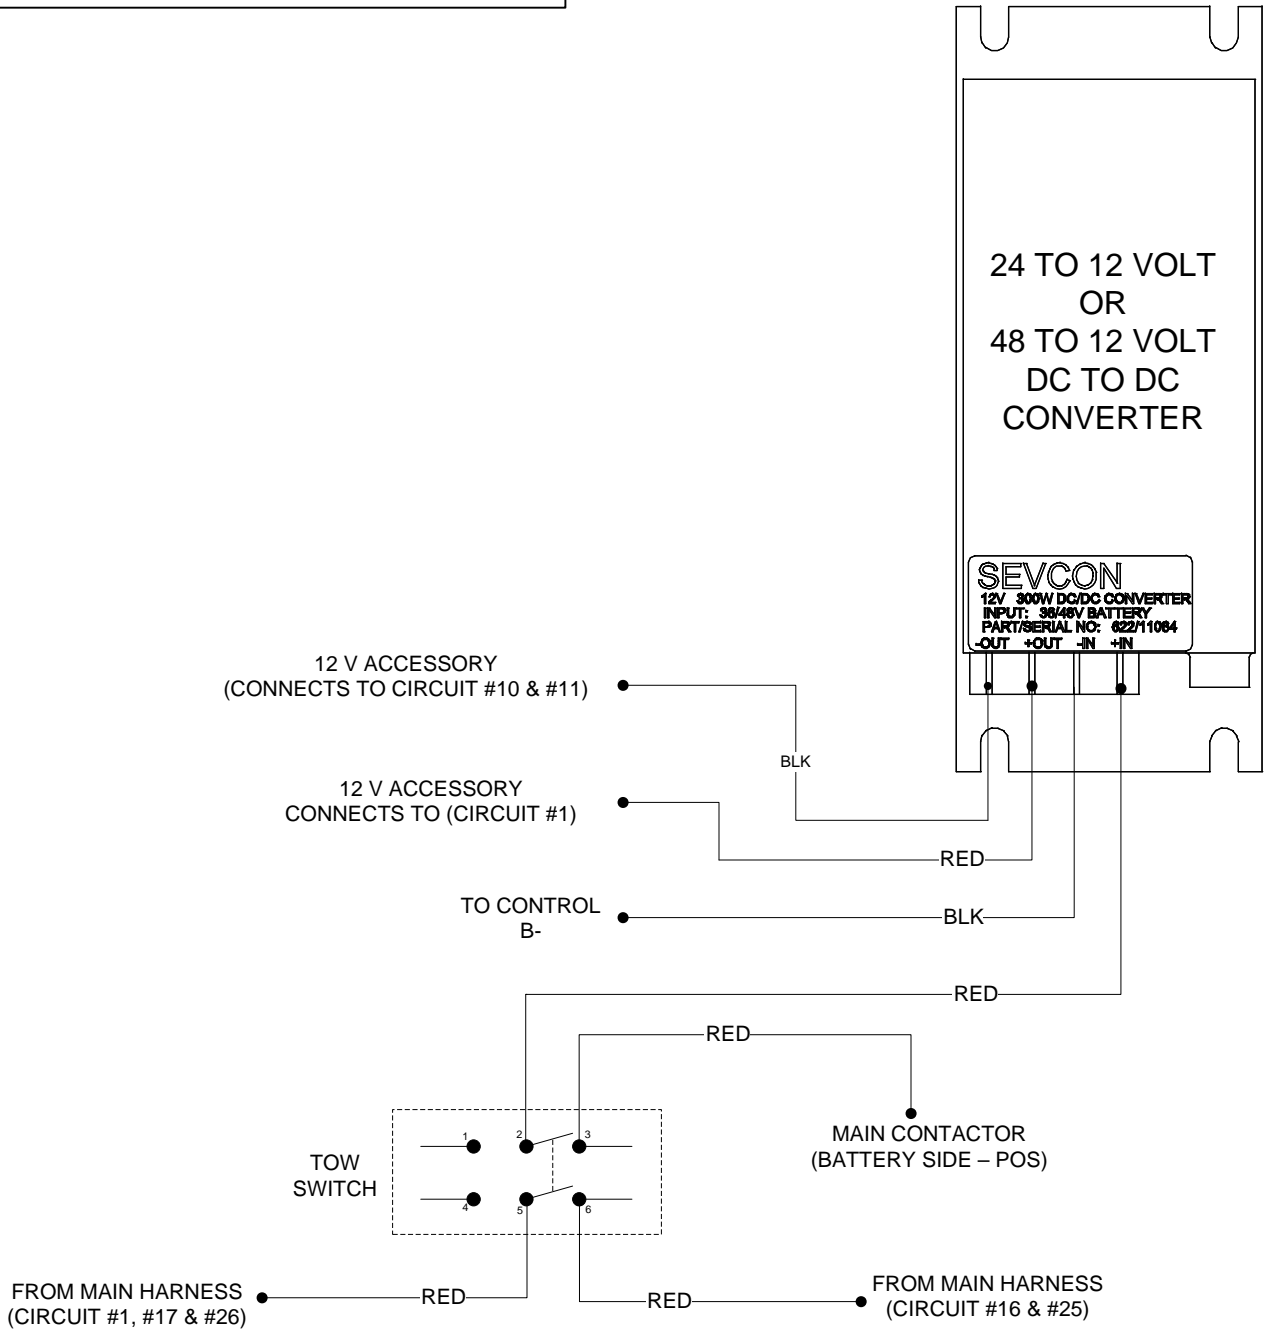 24 TO 12 VOLT
OR
48 TO 12 VOLT
DC TO DC
CONVERTER
SEVCON
12V 300W DC/DC CONVERTER
INPUT: 36/48V BATTERY
PART/SERIAL NO: 622/11064
-OUT +OUT -IN +IN
12 V ACCESSORY
(CONNECTS TO CIRCUIT #10 & #11)
BLK
12 V ACCESSORY
CONNECTS TO (CIRCUIT #1)
RED
TO CONTROL
B-
BLK
RED
RED
MAIN CONTACTOR
(BATTERY SIDE – POS)
TOW
SWITCH
1 2 3
4 5 6
FROM MAIN HARNESS
(CIRCUIT #1, #17 & #26)
RED
RED
FROM MAIN HARNESS
(CIRCUIT #16 & #25)